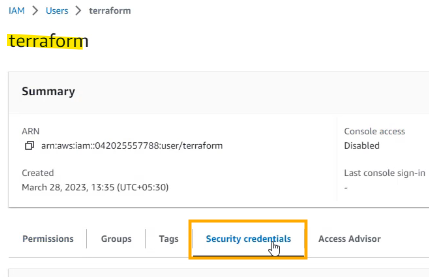 IAM > Users > terraform
terraform
Summary
ARN
arn:aws:iam::042025557788:user/terraform
Console access
Disabled
Created
March 28, 2023, 13:35 (UTC+05:30)
Last console sign-in
-
Permissions | Groups | Tags | Security credentials | Access Advisor